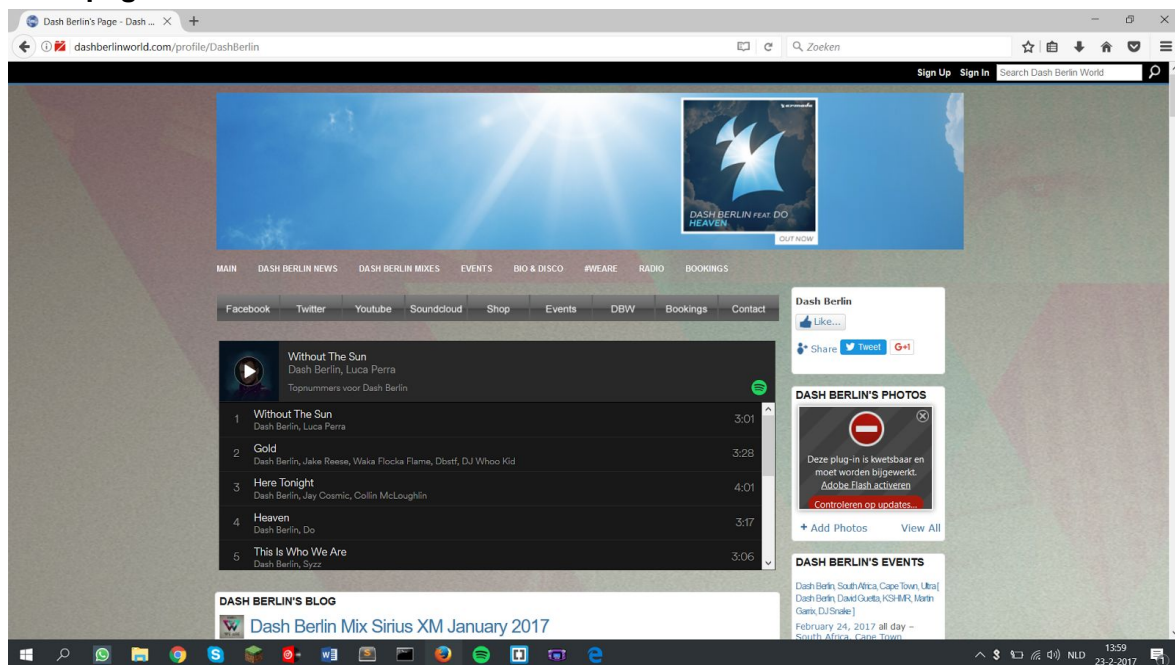 Dash Berlin's Page - Dash ...
dashberlinworld.com/profile/DashBerlin
Zoeken
Sign Up Sign In Search Dash Berlin World
DASH BERLIN FEAT. DO
HEAVEN
OUT NOW
MAIN DASH BERLIN NEWS DASH BERLIN MIXES EVENTS BIO & DISCO #WEARE RADIO BOOKINGS
Facebook Twitter Youtube Soundcloud Shop Events DBW Bookings Contact
Without The Sun
Dash Berlin, Luca Perra
Topnummers voor Dash Berlin
1 Without The Sun 3:01
Dash Berlin, Luca Perra
2 Gold 3:28
Dash Berlin, Jake Reese, Waka Flocka Flame, Dbstf, DJ Whoo Kid
3 Here Tonight 4:01
Dash Berlin, Jay Cosmic, Collin McLoughlin
4 Heaven 3:17
Dash Berlin, Do
5 This Is Who We Are 3:06
Dash Berlin, Syzz
DASH BERLIN'S BLOG
Dash Berlin Mix Sirius XM January 2017
Dash Berlin
Like...
Share Tweet G+1
DASH BERLIN'S PHOTOS
Deze plug-in is kwetsbaar en
moet worden bijgewerkt.
Adobe Flash activeren
Controleren op updates...
+ Add Photos View All
DASH BERLIN'S EVENTS
Dash Berlin, South Africa, Cape Town, Ultra [
Dash Berlin, David Guetta, KSHMR, Martin
Garrix, DJ Snake ]
February 24, 2017 all day –
South Africa, Cape Town
NLD 13:59
23-2-2017